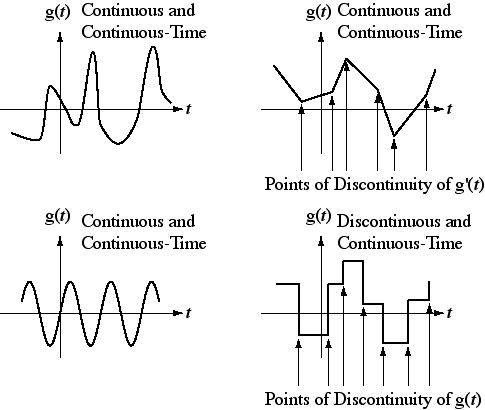 g(t) Continuous and
Continuous-Time
t
g(t) Continuous and
Continuous-Time
t
Points of Discontinuity of g'(t)
g(t) Continuous and
Continuous-Time
t
g(t) Discontinuous and
Continuous-Time
t
Points of Discontinuity of g(t)